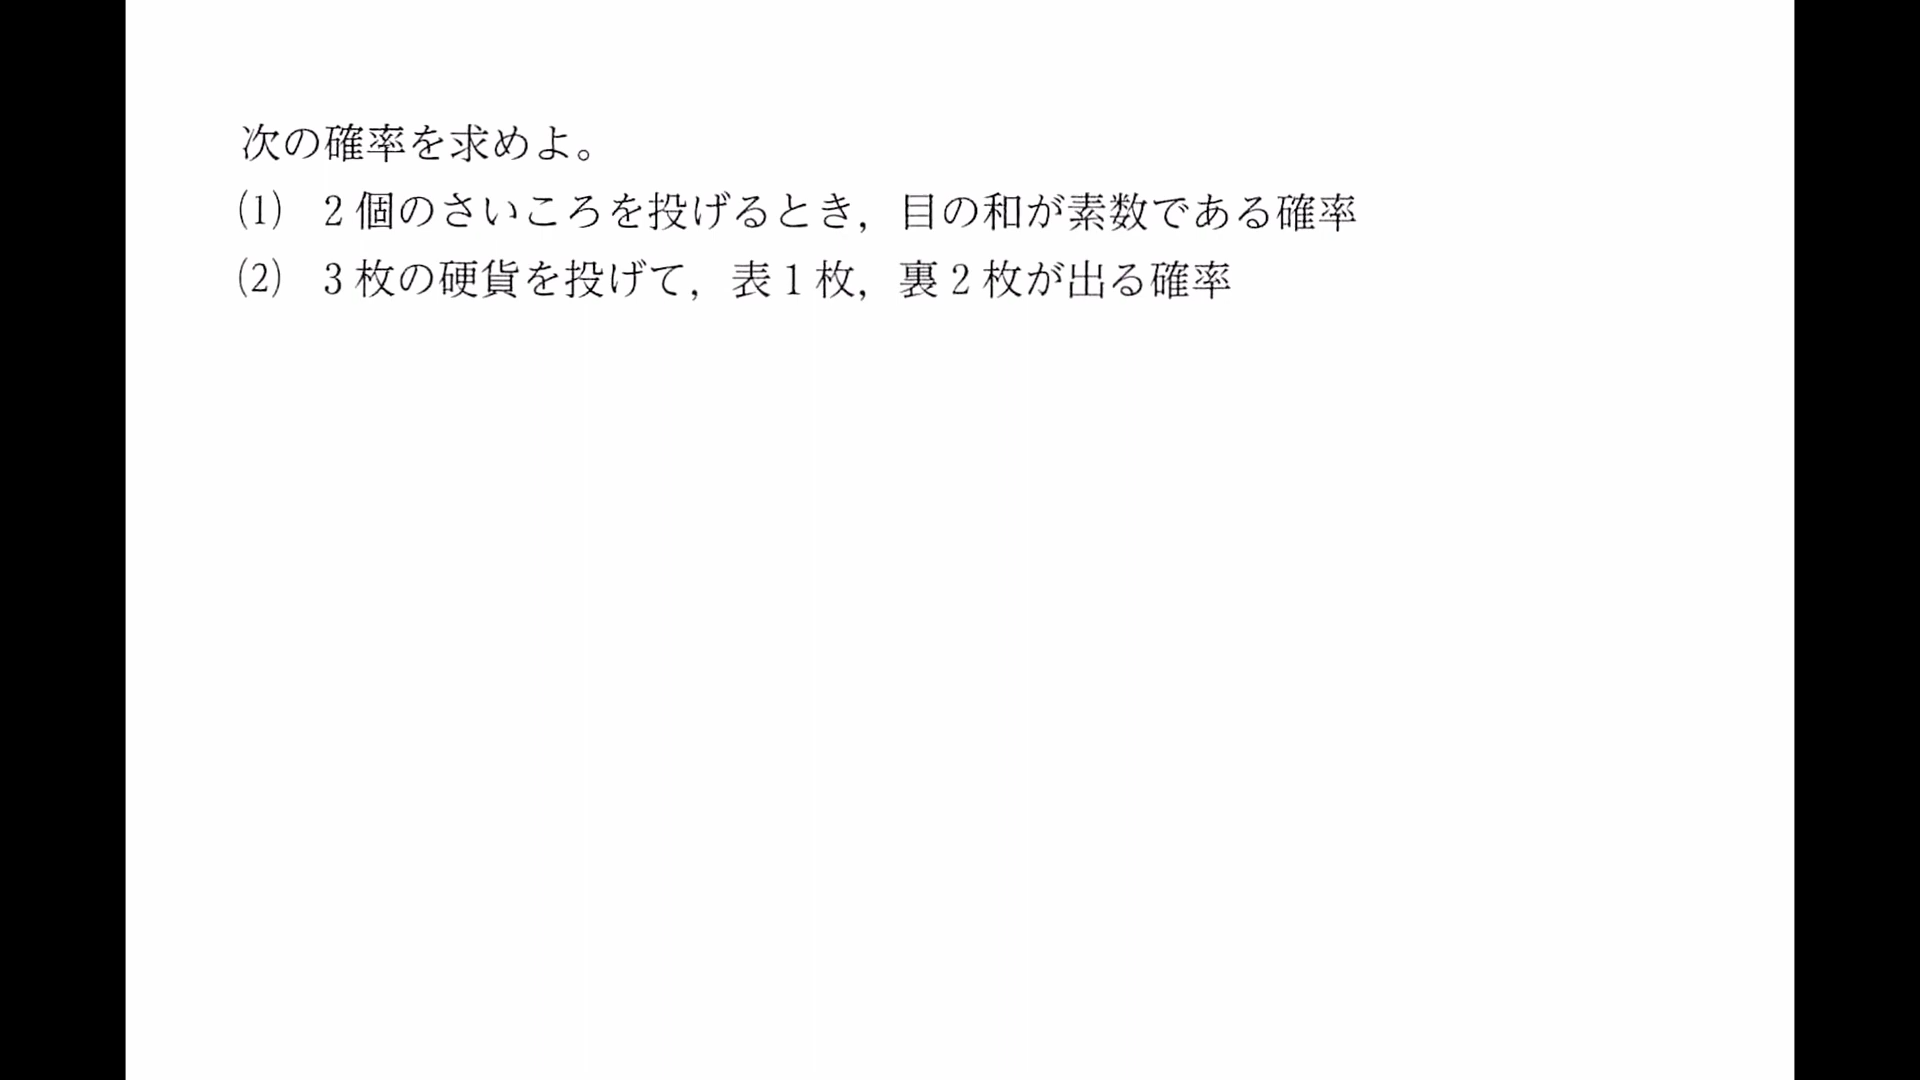 次の確率を求めよ。
(1) 2個のさいころを投げるとき，目の和が素数である確率
(2) 3枚の硬貨を投げて，表1枚，裏2枚が出る確率